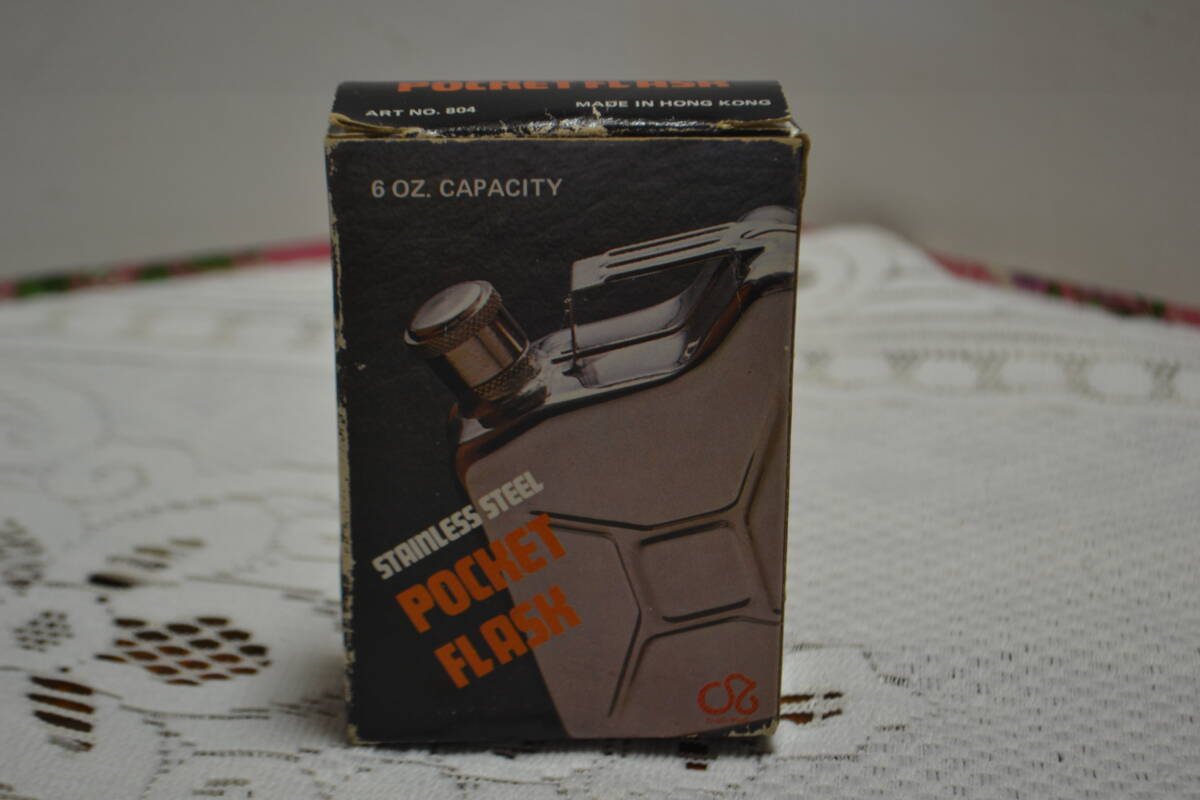 POCKET FLASK
ART NO. 804 MADE IN HONG KONG
6 OZ. CAPACITY
STAINLESS STEEL
POCKET
FLASK